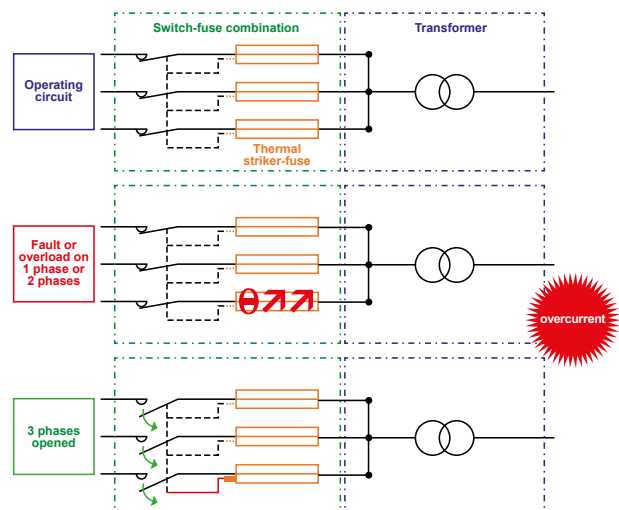 Switch-fuse combination
Transformer
Operating
circuit
Thermal
striker-fuse
Fault or
overload on
1 phase or
2 phases
overcurrent
3 phases
opened